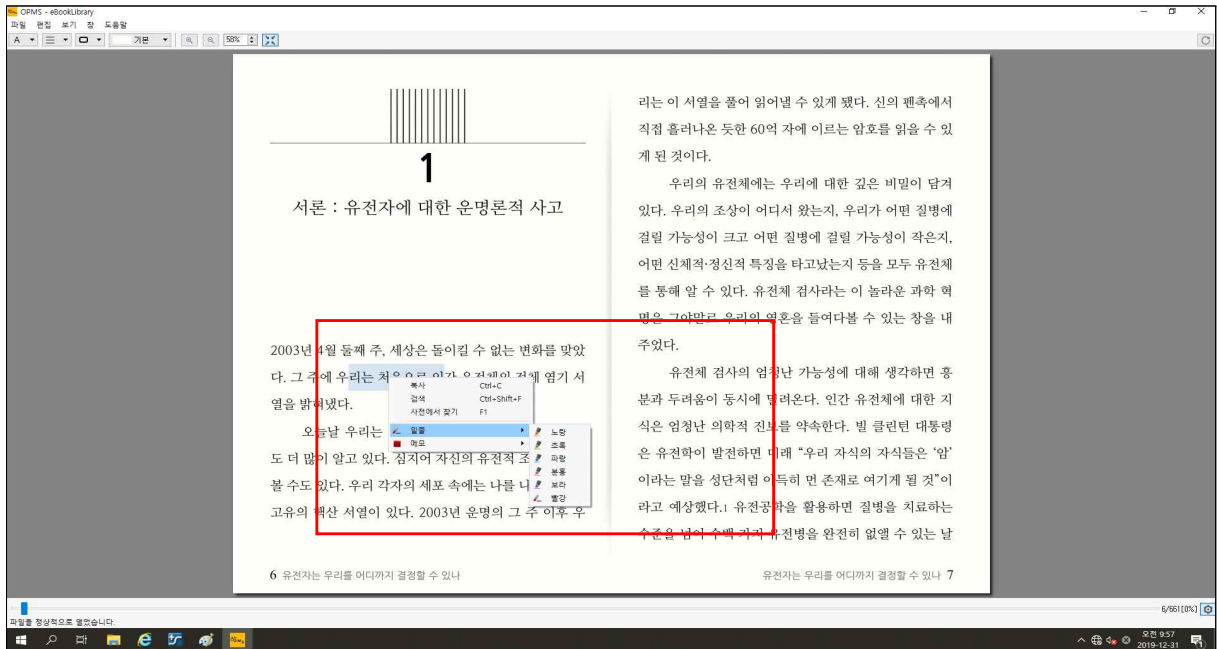 OPMS - eBookLibrary
파일 편집 보기 창 도움말
A 기본 58%
1
서론 : 유전자에 대한 운명론적 사고
2003년 4월 둘째 주, 세상은 돌이킬 수 없는 변화를 맞았
다. 그 주에 우리는 처음으로 인간 유전체의 전체 염기 서
열을 밝혀냈다.
오늘날 우리는
도 더 많이 알고 있다. 심지어 자신의 유전적 조
볼 수도 있다. 우리 각자의 세포 속에는 나를 나
고유의 핵산 서열이 있다. 2003년 운명의 그 주 이후 우
복사 Ctrl+C
검색 Ctrl+Shift+F
사전에서 찾기 F1
밑줄
메모
노랑
초록
파랑
분홍
보라
빨강
6 유전자는 우리를 어디까지 결정할 수 있나
리는 이 서열을 풀어 읽어낼 수 있게 됐다. 신의 펜촉에서
직접 흘러나온 듯한 60억 자에 이르는 암호를 읽을 수 있
게 된 것이다.
우리의 유전체에는 우리에 대한 깊은 비밀이 담겨
있다. 우리의 조상이 어디서 왔는지, 우리가 어떤 질병에
걸릴 가능성이 크고 어떤 질병에 걸릴 가능성이 작은지,
어떤 신체적·정신적 특징을 타고났는지 등을 모두 유전체
를 통해 알 수 있다. 유전체 검사라는 이 놀라운 과학 혁
명은 그야말로 우리의 영혼을 들여다볼 수 있는 창을 내
주었다.
유전체 검사의 엄청난 가능성에 대해 생각하면 흥
분과 두려움이 동시에 밀려온다. 인간 유전체에 대한 지
식은 엄청난 의학적 진보를 약속한다. 빌 클린턴 대통령
은 유전학이 발전하면 미래 “우리 자식의 자식들은 ‘암’
이라는 말을 성단처럼 아득히 먼 존재로 여기게 될 것”이
라고 예상했다.1 유전공학을 활용하면 질병을 치료하는
수준을 넘어 수백 가지 유전병을 완전히 없앨 수 있는 날
유전자는 우리를 어디까지 결정할 수 있나 7
6/661[0%]
파일을 정상적으로 열었습니다.
오전 9:57
2019-12-31